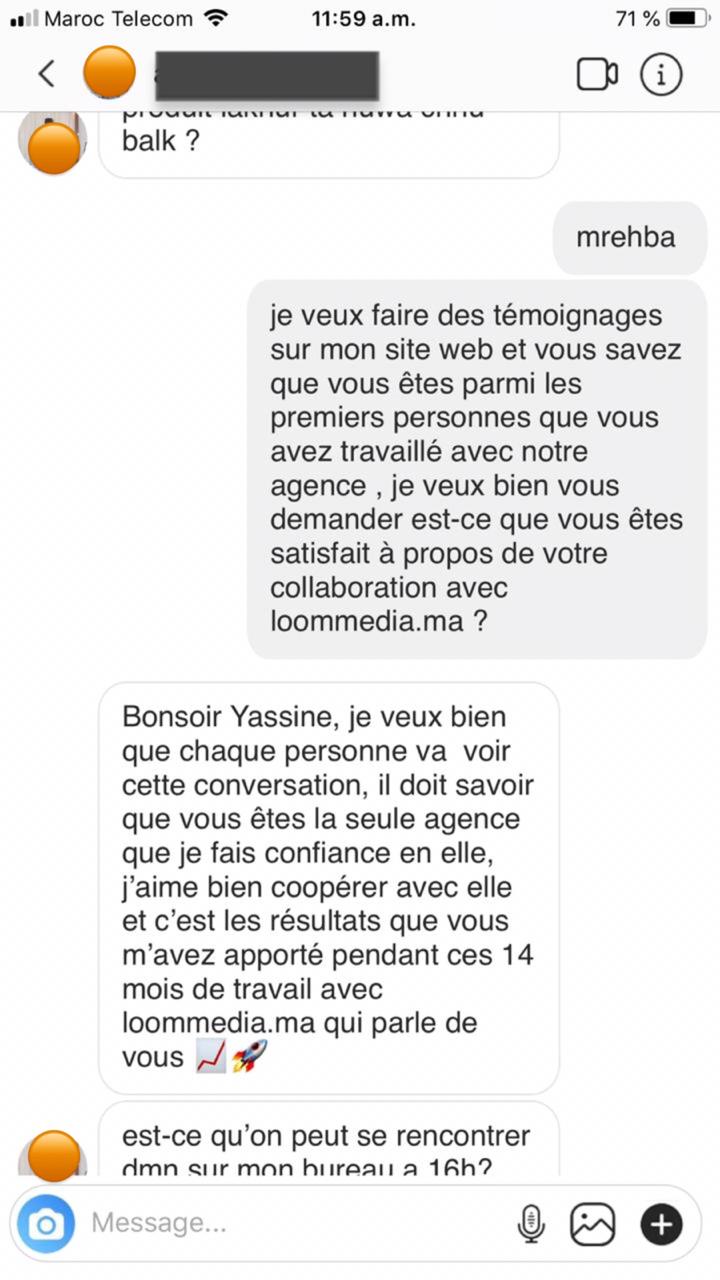 Maroc Telecom 11:59 a.m. 71 %
balk ?
mrehba
je veux faire des témoignages
sur mon site web et vous savez
que vous êtes parmi les
premiers personnes que vous
avez travaillé avec notre
agence , je veux bien vous
demander est-ce que vous êtes
satisfait à propos de votre
collaboration avec
loommedia.ma ?
Bonsoir Yassine, je veux bien
que chaque personne va  voir
cette conversation, il doit savoir
que vous êtes la seule agence
que je fais confiance en elle,
j’aime bien coopérer avec elle
et c’est les résultats que vous
m’avez apporté pendant ces 14
mois de travail avec
loommedia.ma qui parle de
vous 📈🚀
est-ce qu’on peut se rencontrer
dmn sur mon bureau a 16h?
Message...